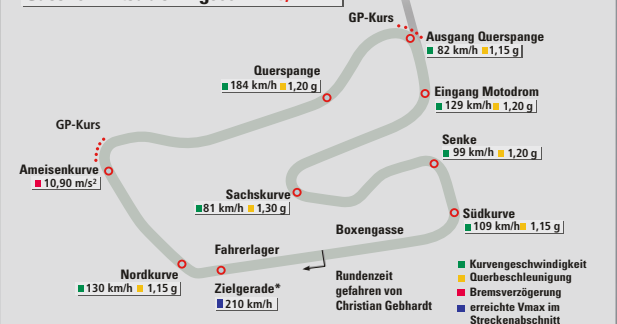 GP-Kurs
Ausgang Querspange
82 km/h 1,15 g
Querspange
184 km/h 1,20 g
Eingang Motodrom
129 km/h 1,20 g
GP-Kurs
Senke
99 km/h 1,20 g
Ameisenkurve
10,90 m/s²
Sachskurve
81 km/h 1,30 g
Südkurve
109 km/h 1,15 g
Boxengasse
Fahrerlager
Nordkurve
130 km/h 1,15 g
Zielgerade*
210 km/h
Rundenzeit
gefahren von
Christian Gebhardt
Kurvengeschwindigkeit
Querbeschleunigung
Bremsverzögerung
erreichte Vmax im
Streckenabschnitt